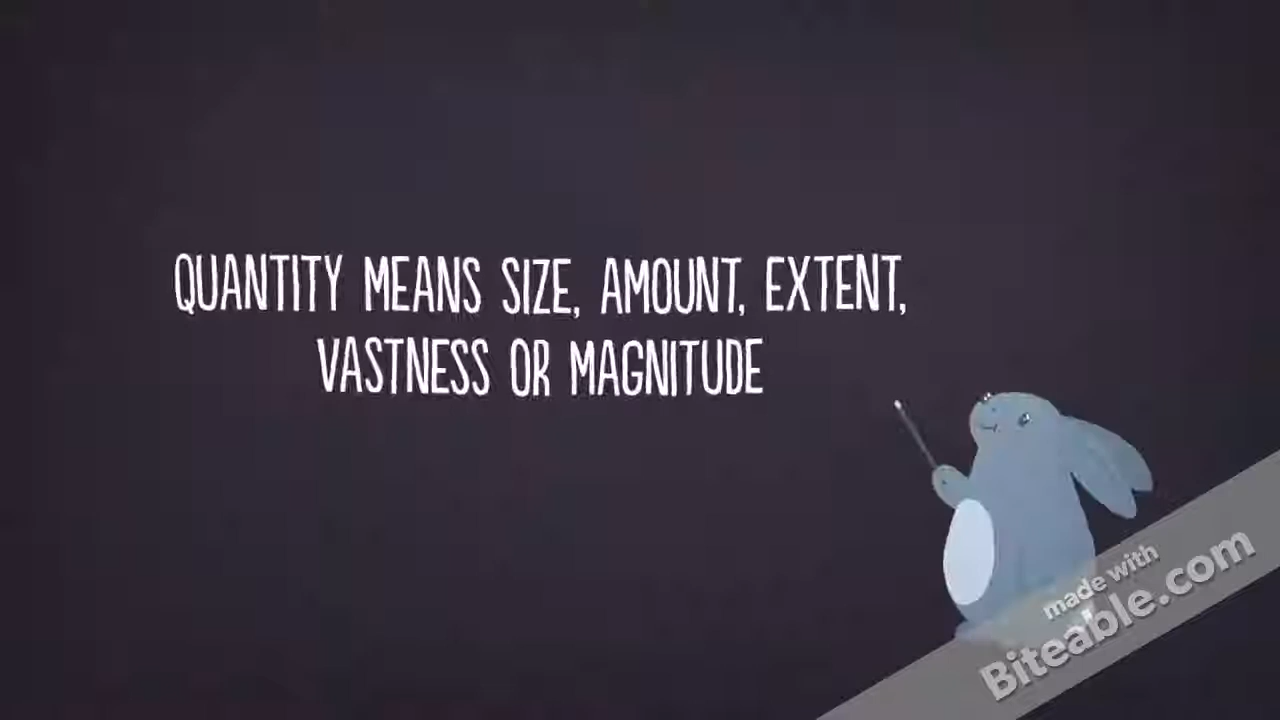 QUANTITY MEANS SIZE, AMOUNT, EXTENT,
VASTNESS OR MAGNITUDE
made with
Biteable.com